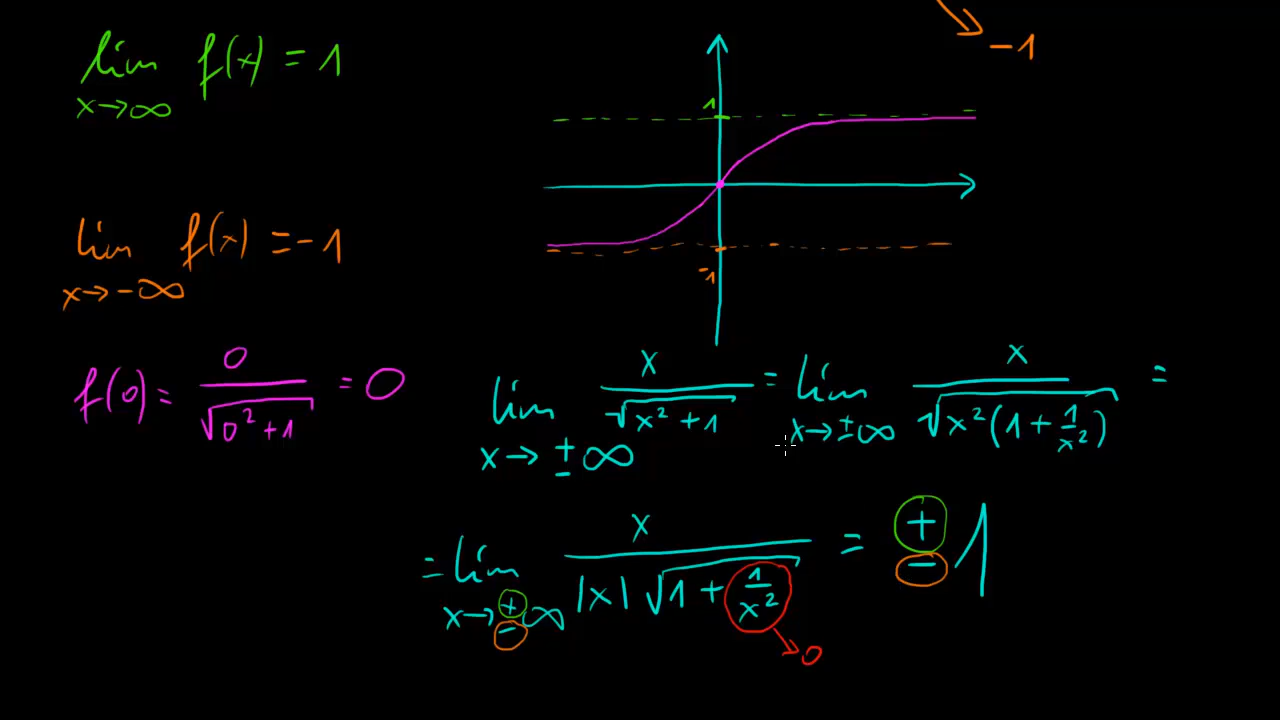 lim f(x) = 1
x→∞
-1
1
lim f(x) = -1
x→-∞
-1
f(0) = 0/√(0²+1) = 0
lim x/√(x²+1) = lim x/√(x²(1+1/x²)) =
x→±∞ x→±∞
= lim x/(|x|√(1+1/x²)) = ±1
x→±∞
0